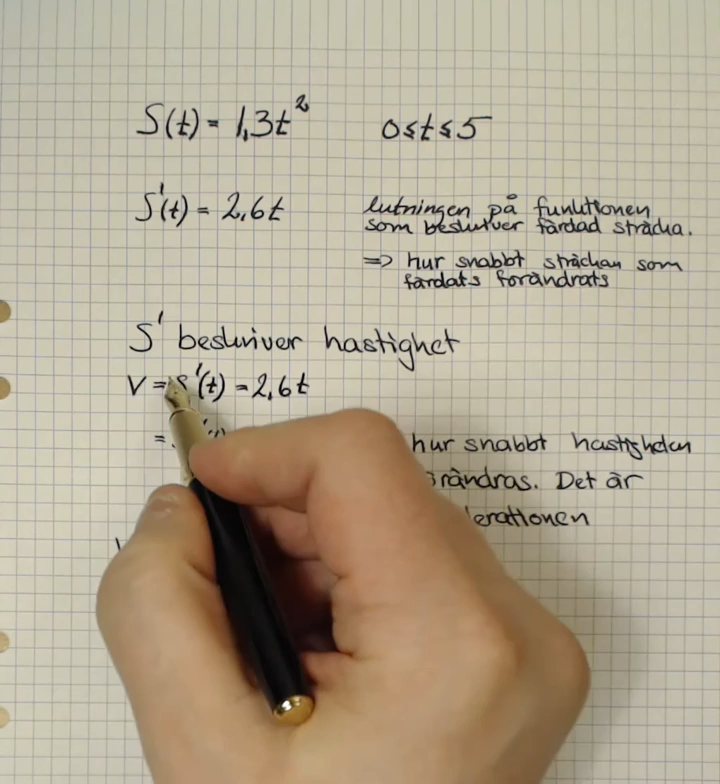 S(t) = 1,3t² 0≤t≤5
S'(t) = 2,6t lutningen på funktionen
som beskriver färdad sträcka.
=> hur snabbt sträckan som
färdats förändrats
S' beskriver hastighet
V = S'(t) = 2,6t
= hur snabbt hastigheten
förändras. Det är